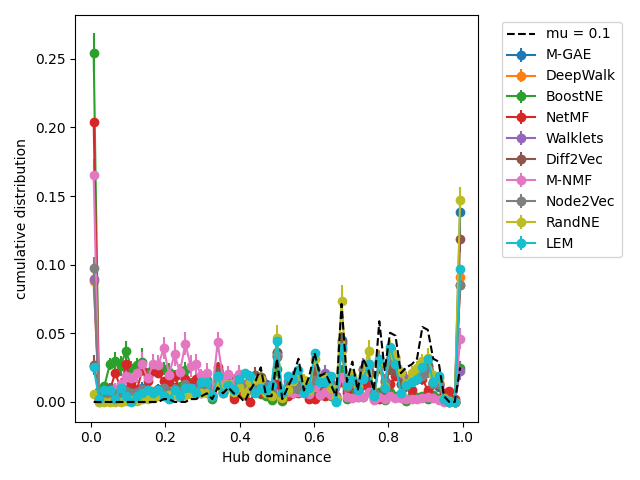 mu = 0.1
M-GAE
DeepWalk
BoostNE
NetMF
Walklets
Diff2Vec
M-NMF
Node2Vec
RandNE
LEM
cumulative distribution
0.25
0.20
0.15
0.10
0.05
0.00
0.0 0.2 0.4 0.6 0.8 1.0
Hub dominance